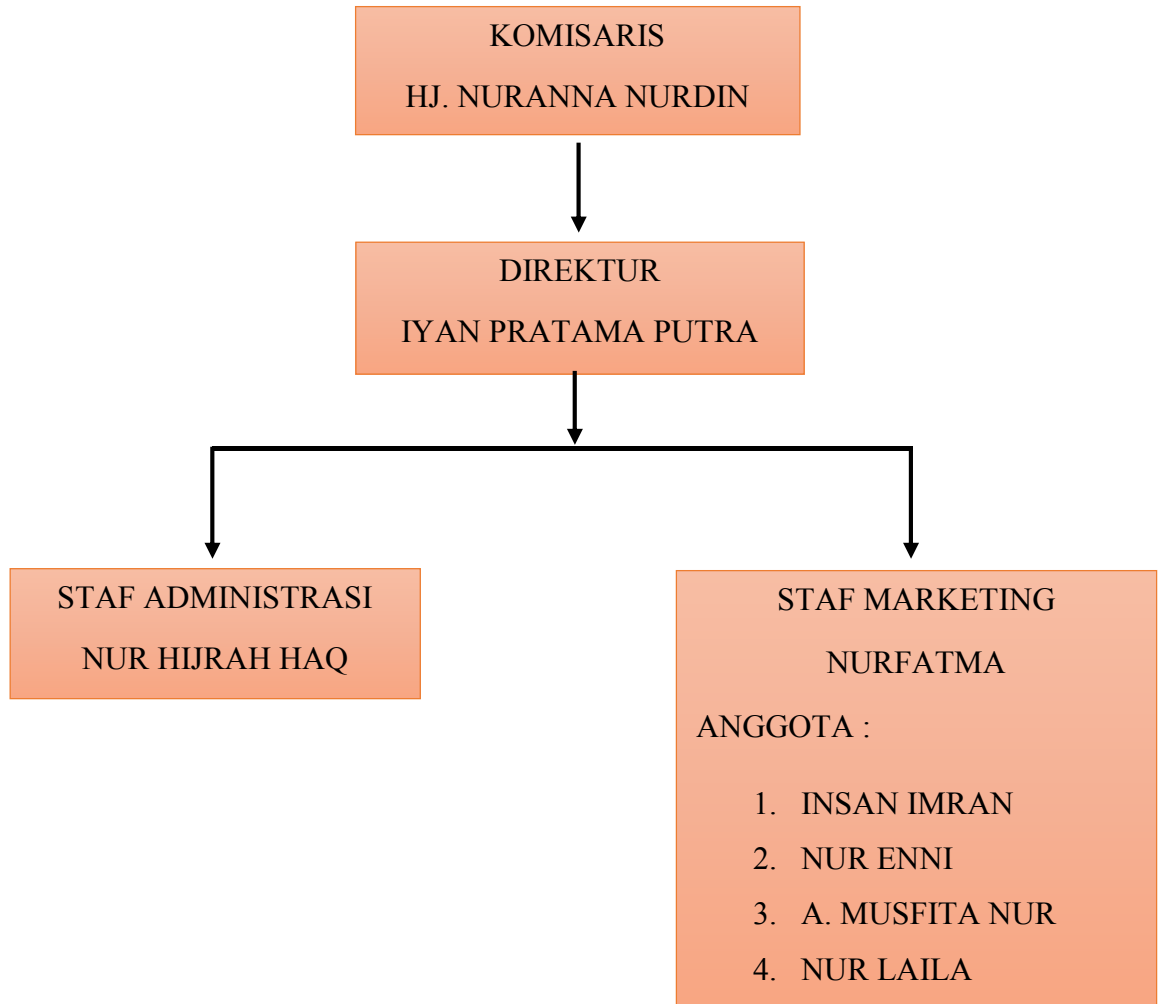 KOMISARIS
HJ. NURANNA NURDIN
DIREKTUR
IYAN PRATAMA PUTRA
STAF ADMINISTRASI
NUR HIJRAH HAQ
STAF MARKETING
NURFATMA
ANGGOTA :
1. INSAN IMRAN
2. NUR ENNI
3. A. MUSFITA NUR
4. NUR LAILA